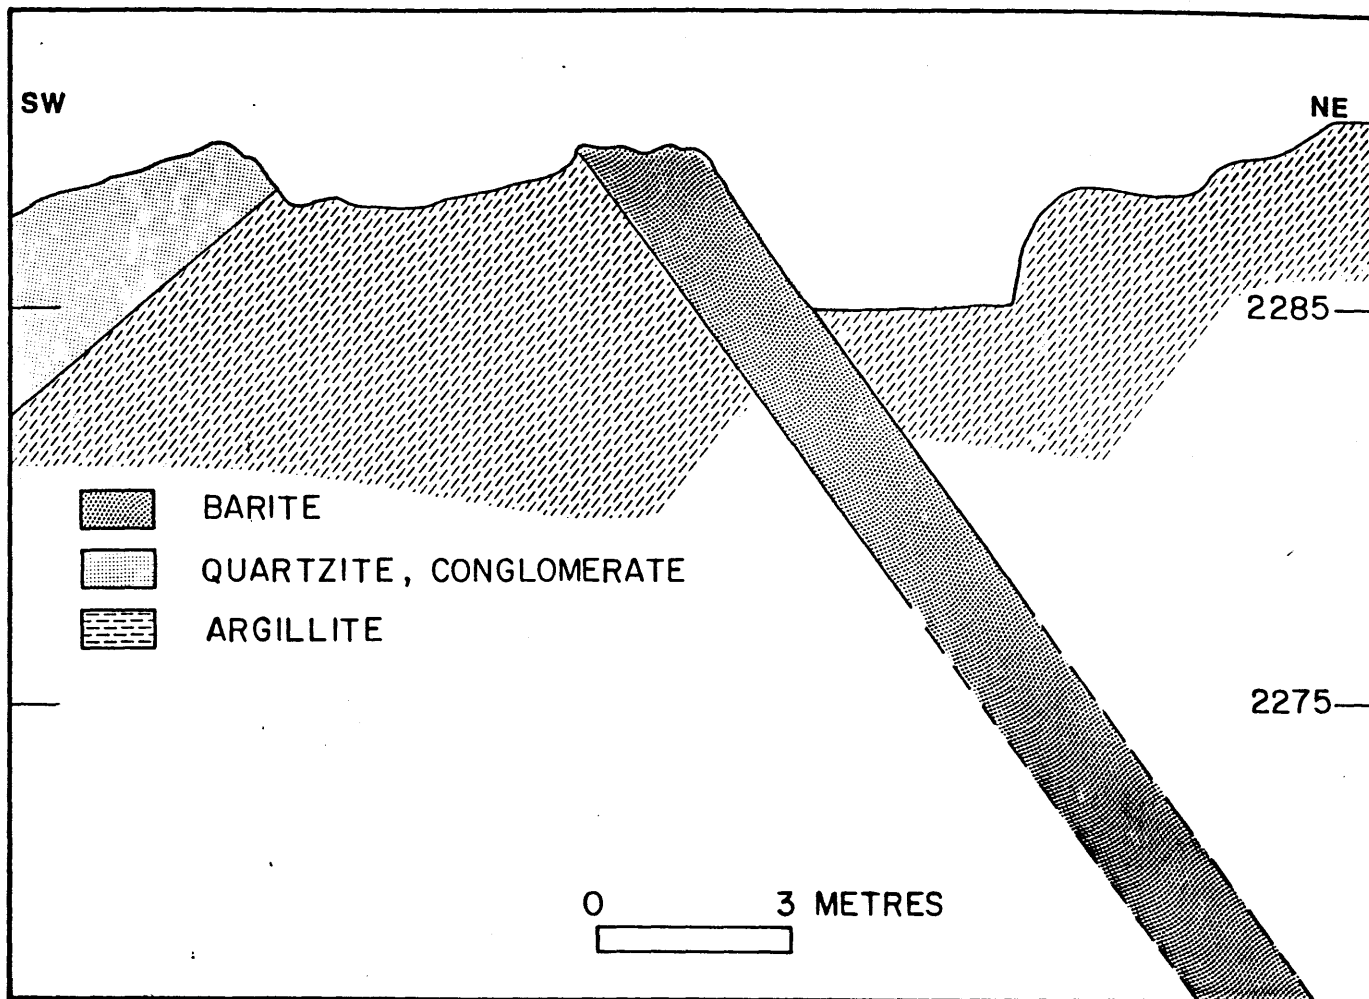 SW
NE
2285
BARITE
QUARTZITE, CONGLOMERATE
ARGILLITE
2275
0 3 METRES